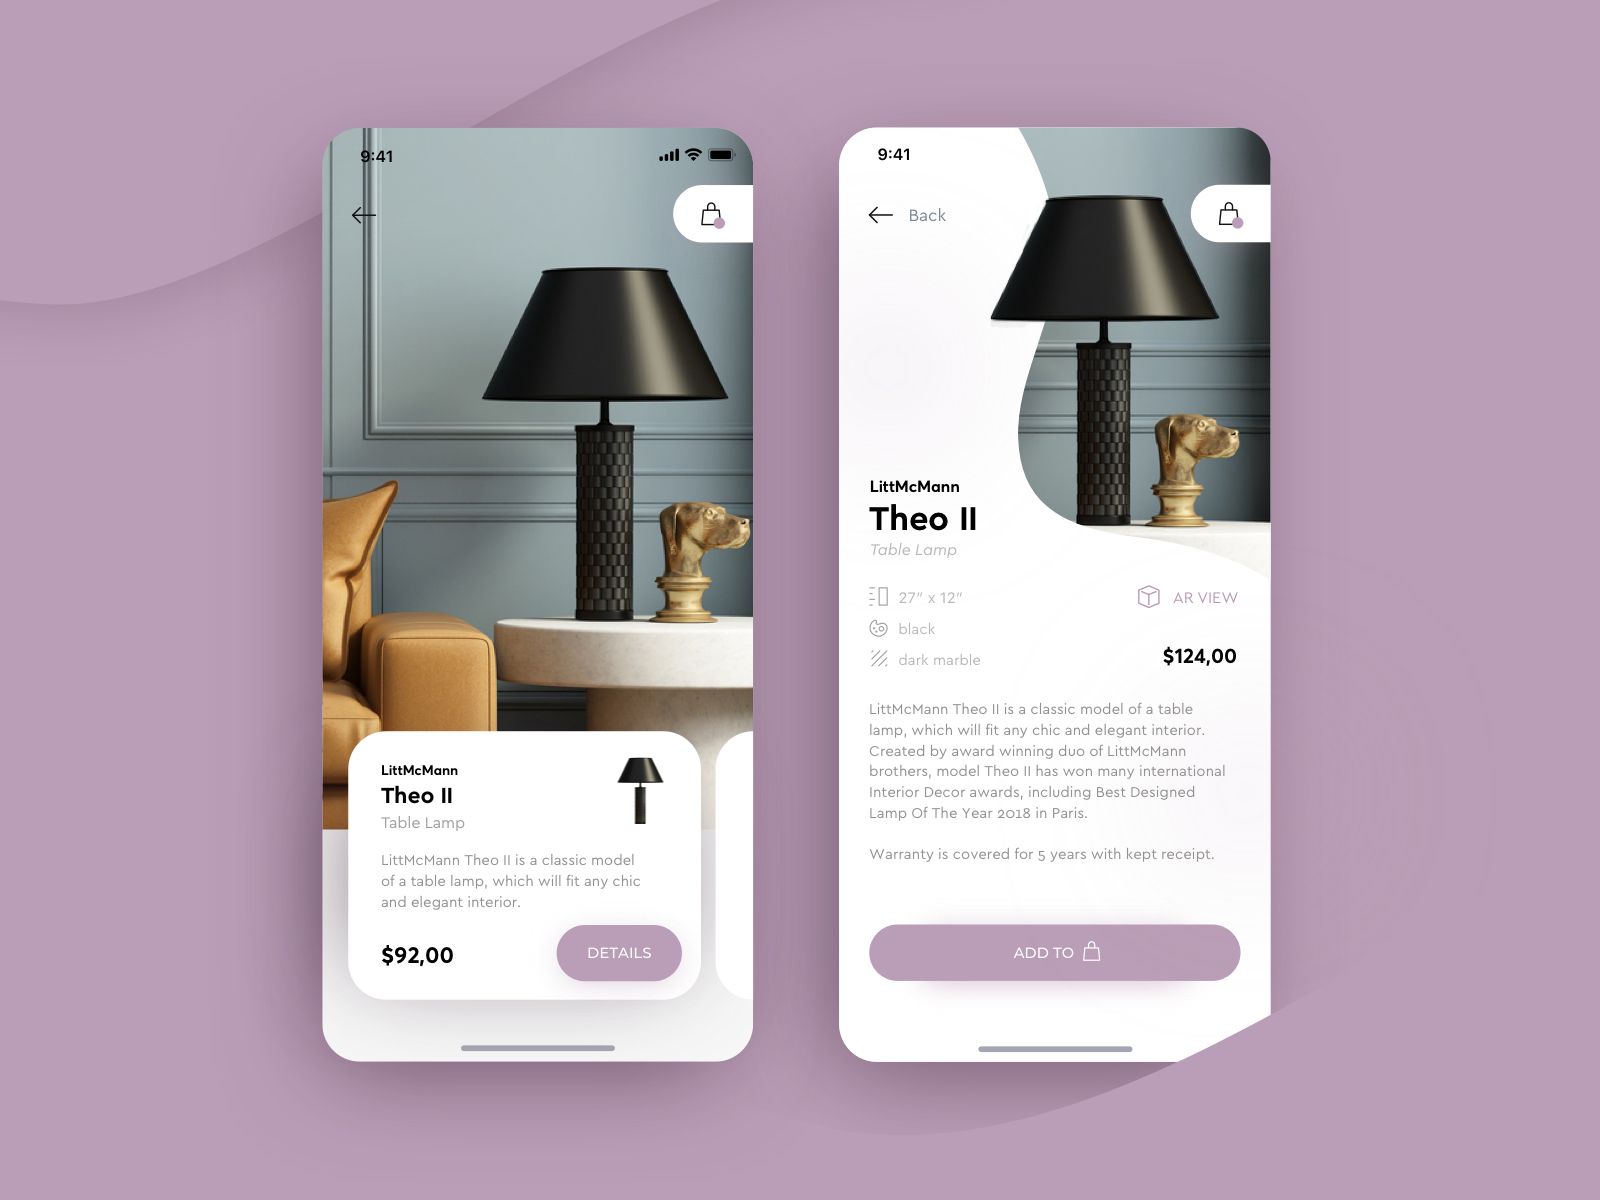 9:41
LittMcMann
Theo II
Table Lamp
LittMcMann Theo II is a classic model
of a table lamp, which will fit any chic
and elegant interior.
$92,00
DETAILS
9:41
Back
LittMcMann
Theo II
Table Lamp
27" x 12"
black
dark marble
AR VIEW
$124,00
LittMcMann Theo II is a classic model of a table
lamp, which will fit any chic and elegant interior.
Created by award winning duo of LittMcMann
brothers, model Theo II has won many international
Interior Decor awards, including Best Designed
Lamp Of The Year 2018 in Paris.
Warranty is covered for 5 years with kept receipt.
ADD TO